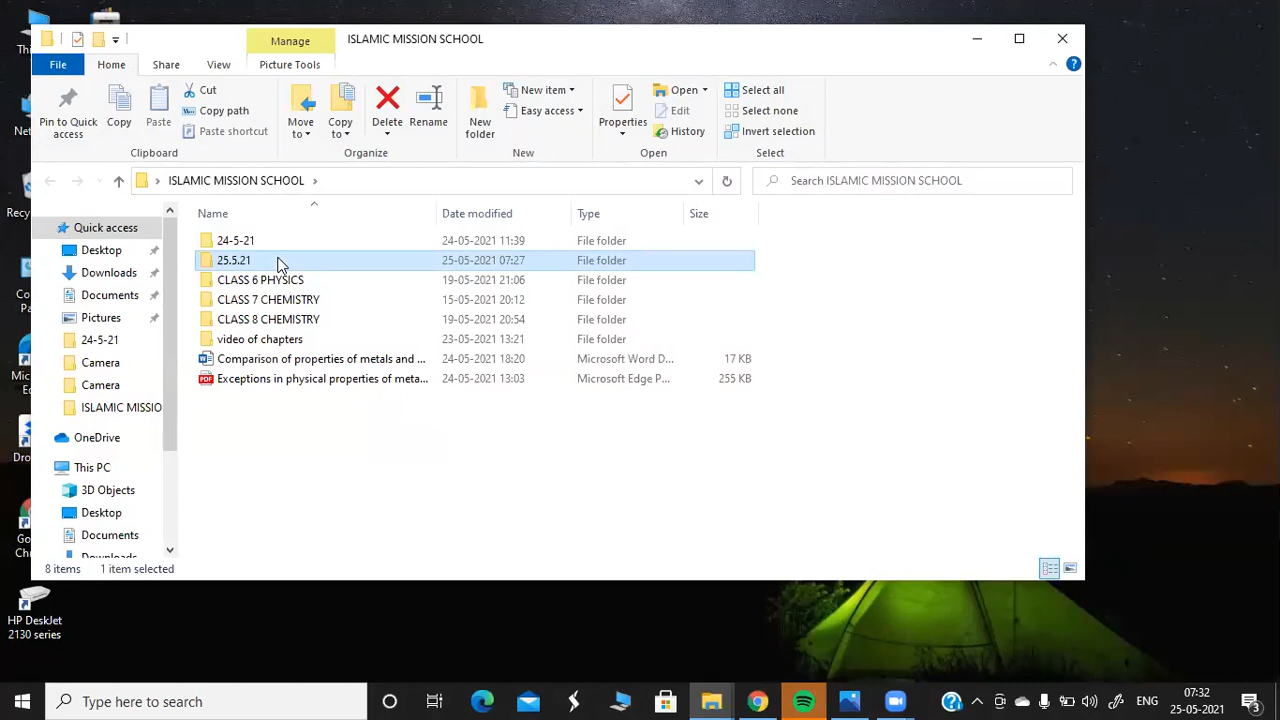 Manage
ISLAMIC MISSION SCHOOL
File
Home
Share
View
Picture Tools
Pin to Quick access
Copy
Paste
Cut
Copy path
Paste shortcut
Move to
Copy to
Delete
Rename
New folder
New item
Easy access
Properties
Open
Edit
History
Select all
Select none
Invert selection
Clipboard
Organize
New
Open
Select
ISLAMIC MISSION SCHOOL
Search ISLAMIC MISSION SCHOOL
Name Date modified Type Size
24-5-21 24-05-2021 11:39 File folder
25.5.21 25-05-2021 07:27 File folder
CLASS 6 PHYSICS 19-05-2021 21:06 File folder
CLASS 7 CHEMISTRY 15-05-2021 20:12 File folder
CLASS 8 CHEMISTRY 19-05-2021 20:54 File folder
video of chapters 23-05-2021 13:21 File folder
Comparison of properties of metals and ... 24-05-2021 18:20 Microsoft Word D... 17 KB
PDF Exceptions in physical properties of meta... 24-05-2021 13:03 Microsoft Edge P... 255 KB
Quick access
Desktop
Downloads
Documents
Pictures
24-5-21
Camera
Camera
ISLAMIC MISSIO
OneDrive
This PC
3D Objects
Desktop
Documents
Downloads
8 items 1 item selected
HP DeskJet
2130 series
Type here to search
ENG
07:32
25-05-2021
3